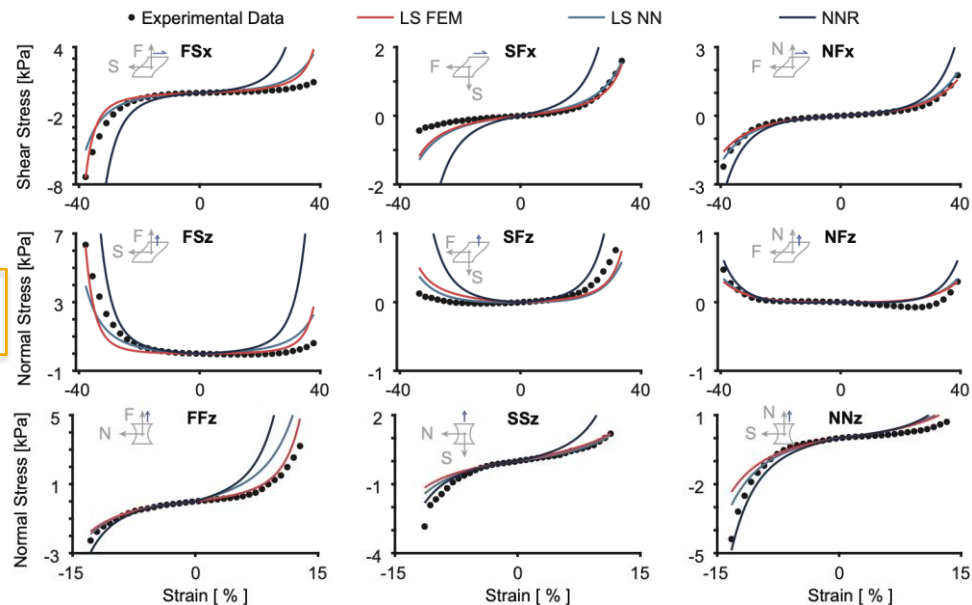 Experimental Data LS FEM LS NN NNR
Shear Stress [kPa]
4
-2
-8
FSx
F
S
-40 0 40
2
0
-2
SFx
F
S
-40 0 40
3
0
-3
NFx
N
F
-40 0 40
Normal Stress [kPa]
7
3
-1
FSz
F
S
-40 0 40
1
0
-1
SFz
F
S
-40 0 40
1
0
-1
NFz
N
F
-40 0 40
Normal Stress [kPa]
5
1
-3
FFz
F
N
-15 0 15
Strain [ % ]
2
-1
-4
SSz
N
S
-15 0 15
Strain [ % ]
1
-2
-5
NNz
N
S
-15 0 15
Strain [ % ]